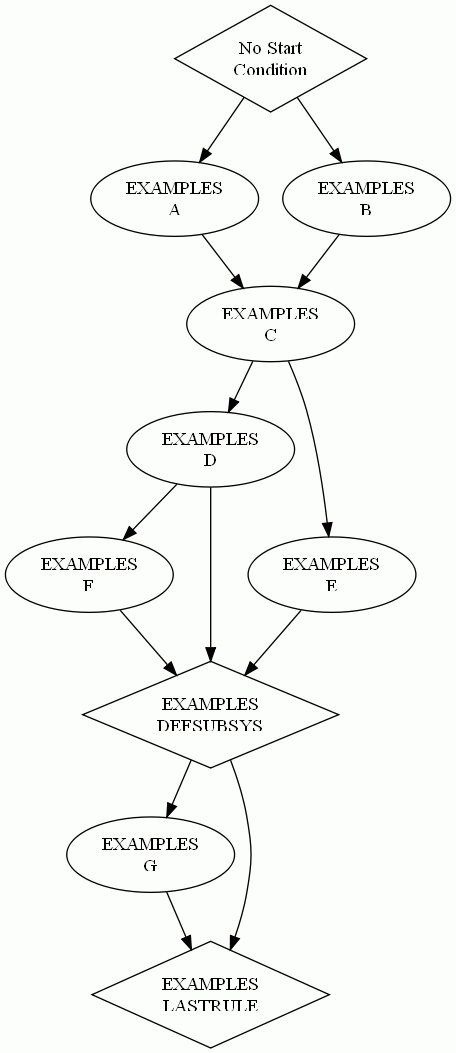 No Start
Condition
EXAMPLES
A
EXAMPLES
B
EXAMPLES
C
EXAMPLES
D
EXAMPLES
F
EXAMPLES
E
EXAMPLES
DEFSUBSYS
EXAMPLES
G
EXAMPLES
LASTRULE